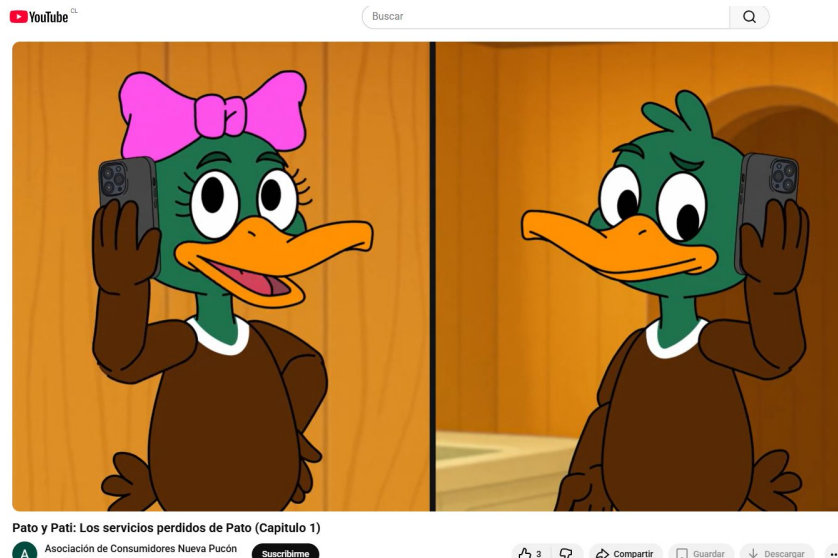 YouTube CL
Buscar
Pato y Pati: Los servicios perdidos de Pato (Capitulo 1)
A
Asociación de Consumidores Nueva Pucón
Suscribirme
3
Compartir
Guardar
Descargar